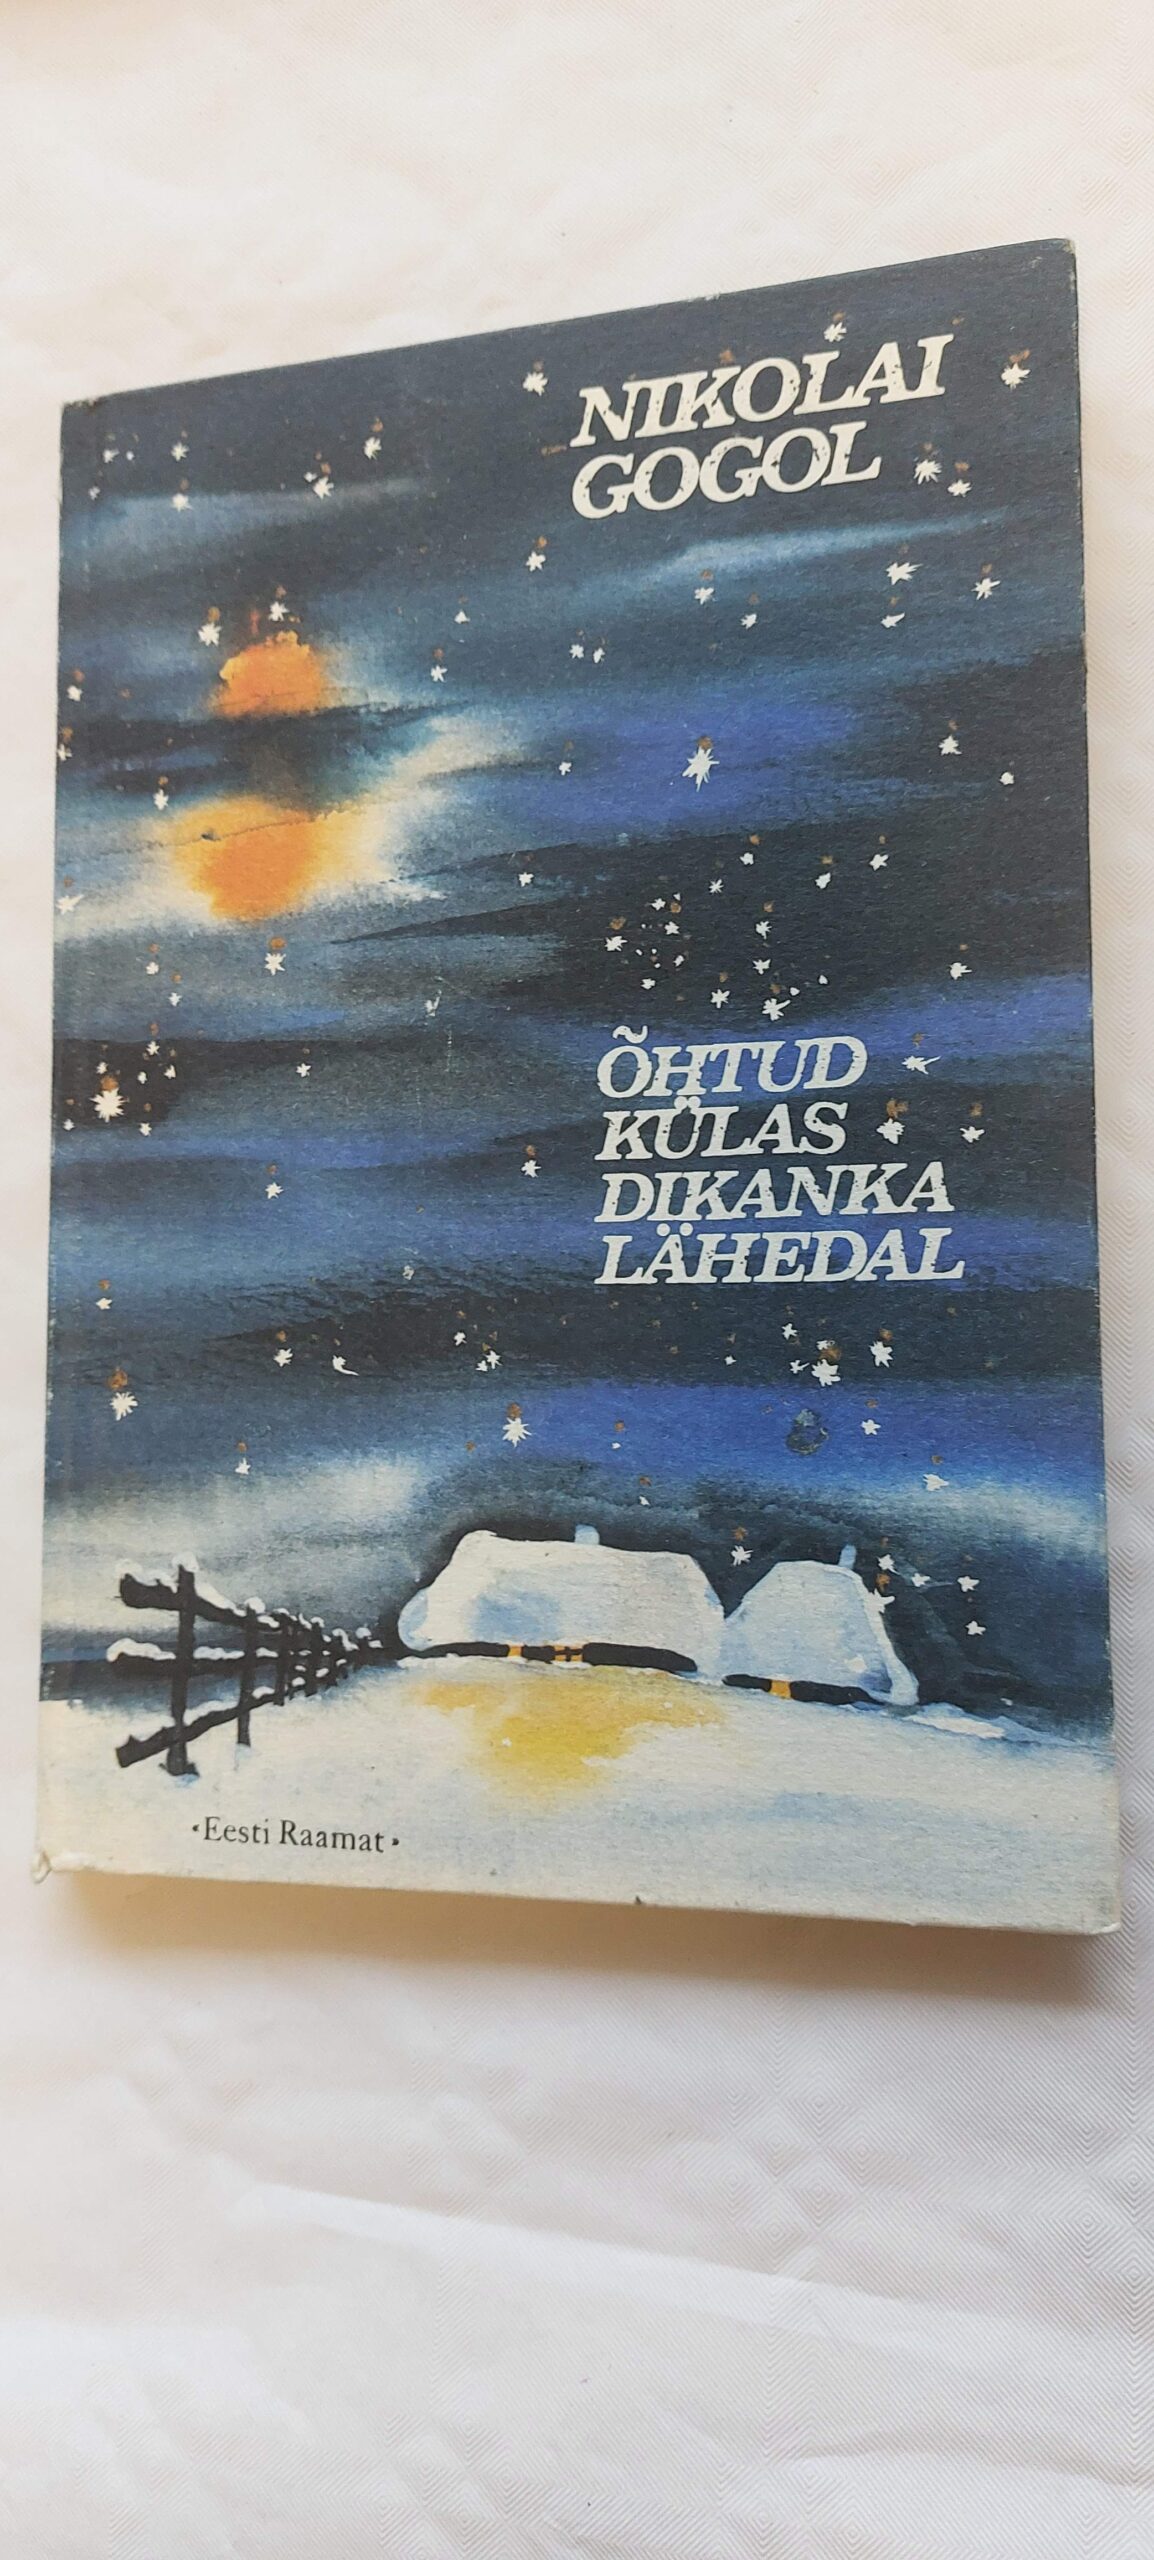 NIKOLAI
GOGOL
ÕHTUD
KÜLAS
DIKANKA
LÄHEDAL
«Eesti Raamat»